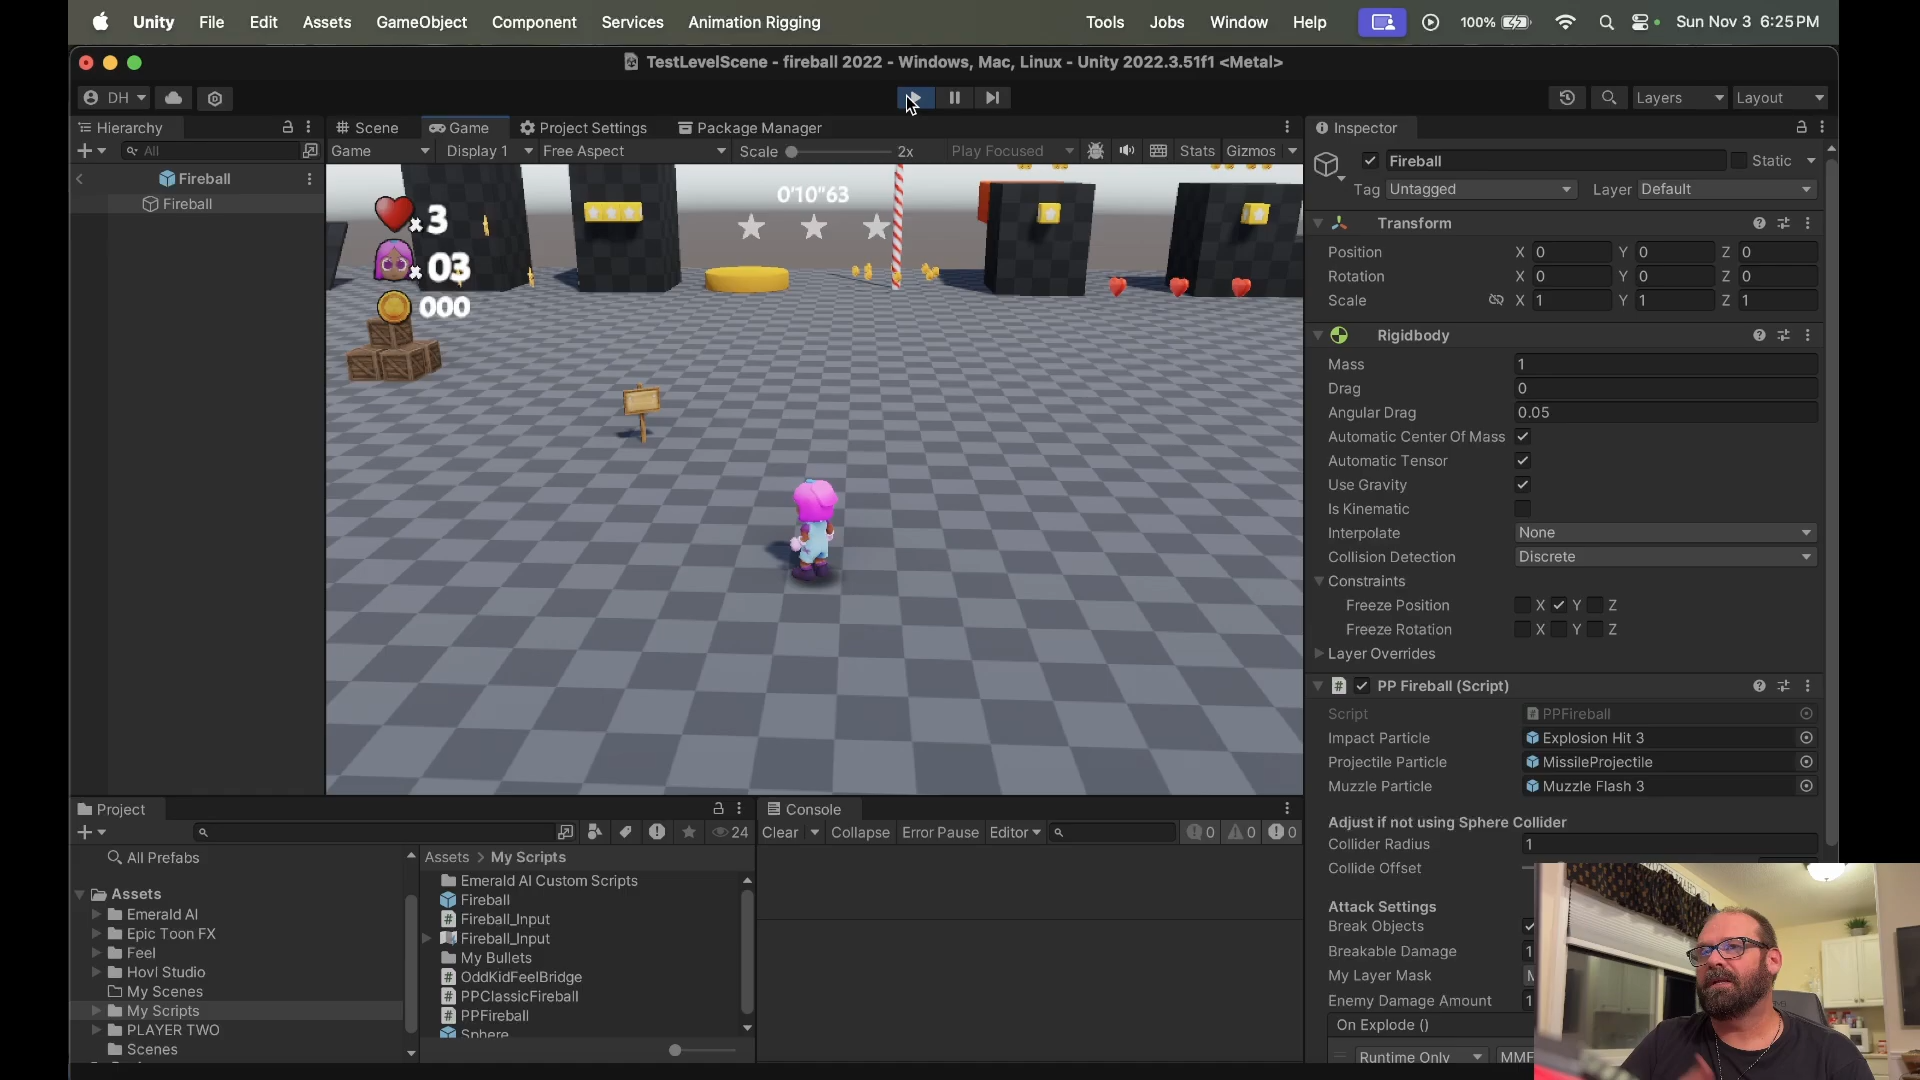 Unity File Edit Assets GameObject Component Services Animation Rigging Tools Jobs Window Help 100% Sun Nov 3 6:25 PM
TestLevelScene - fireball 2022 - Windows, Mac, Linux - Unity 2022.3.51f1 <Metal>
DH Layers Layout
Hierarchy Scene Game Project Settings Package Manager Inspector
All Game Display 1 Free Aspect Scale 2x Play Focused Stats Gizmos
Fireball
Fireball
3
03
000
0'10"63
Fireball Static
Tag Untagged Layer Default
Transform
Position X 0 Y 0 Z 0
Rotation X 0 Y 0 Z 0
Scale X 1 Y 1 Z 1
Rigidbody
Mass 1
Drag 0
Angular Drag 0.05
Automatic Center Of Mass
Automatic Tensor
Use Gravity
Is Kinematic
Interpolate None
Collision Detection Discrete
Constraints
Freeze Position X Y Z
Freeze Rotation X Y Z
Layer Overrides
PP Fireball (Script)
Script PPFireball
Impact Particle Explosion Hit 3
Projectile Particle MissileProjectile
Muzzle Particle Muzzle Flash 3
Adjust if not using Sphere Collider
Collider Radius 1
Collide Offset
Attack Settings
Break Objects
Breakable Damage 1
My Layer Mask
Enemy Damage Amount 1
On Explode ()
Runtime Only MMF
Project
24
All Prefabs
Assets
Emerald AI
Epic Toon FX
Feel
Hovl Studio
My Scenes
My Scripts
PLAYER TWO
Scenes
Assets > My Scripts
Emerald AI Custom Scripts
Fireball
Fireball_Input
Fireball_Input
My Bullets
OddKidFeelBridge
PPClassicFireball
PPFireball
Sphere
Console
Clear Collapse Error Pause Editor 0 0 0